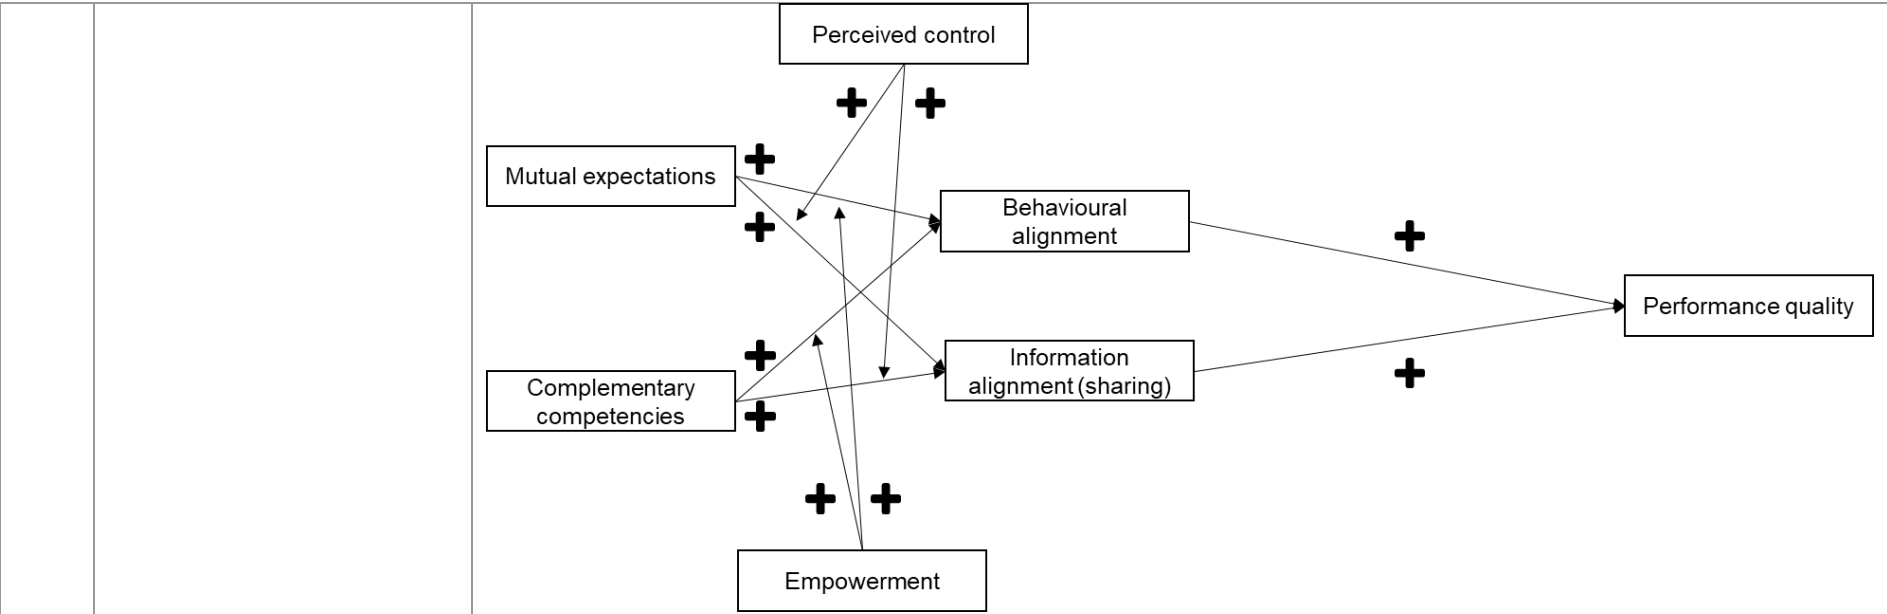 Perceived control
Mutual expectations
Behavioural
alignment
Performance quality
Information
alignment (sharing)
Complementary
competencies
Empowerment